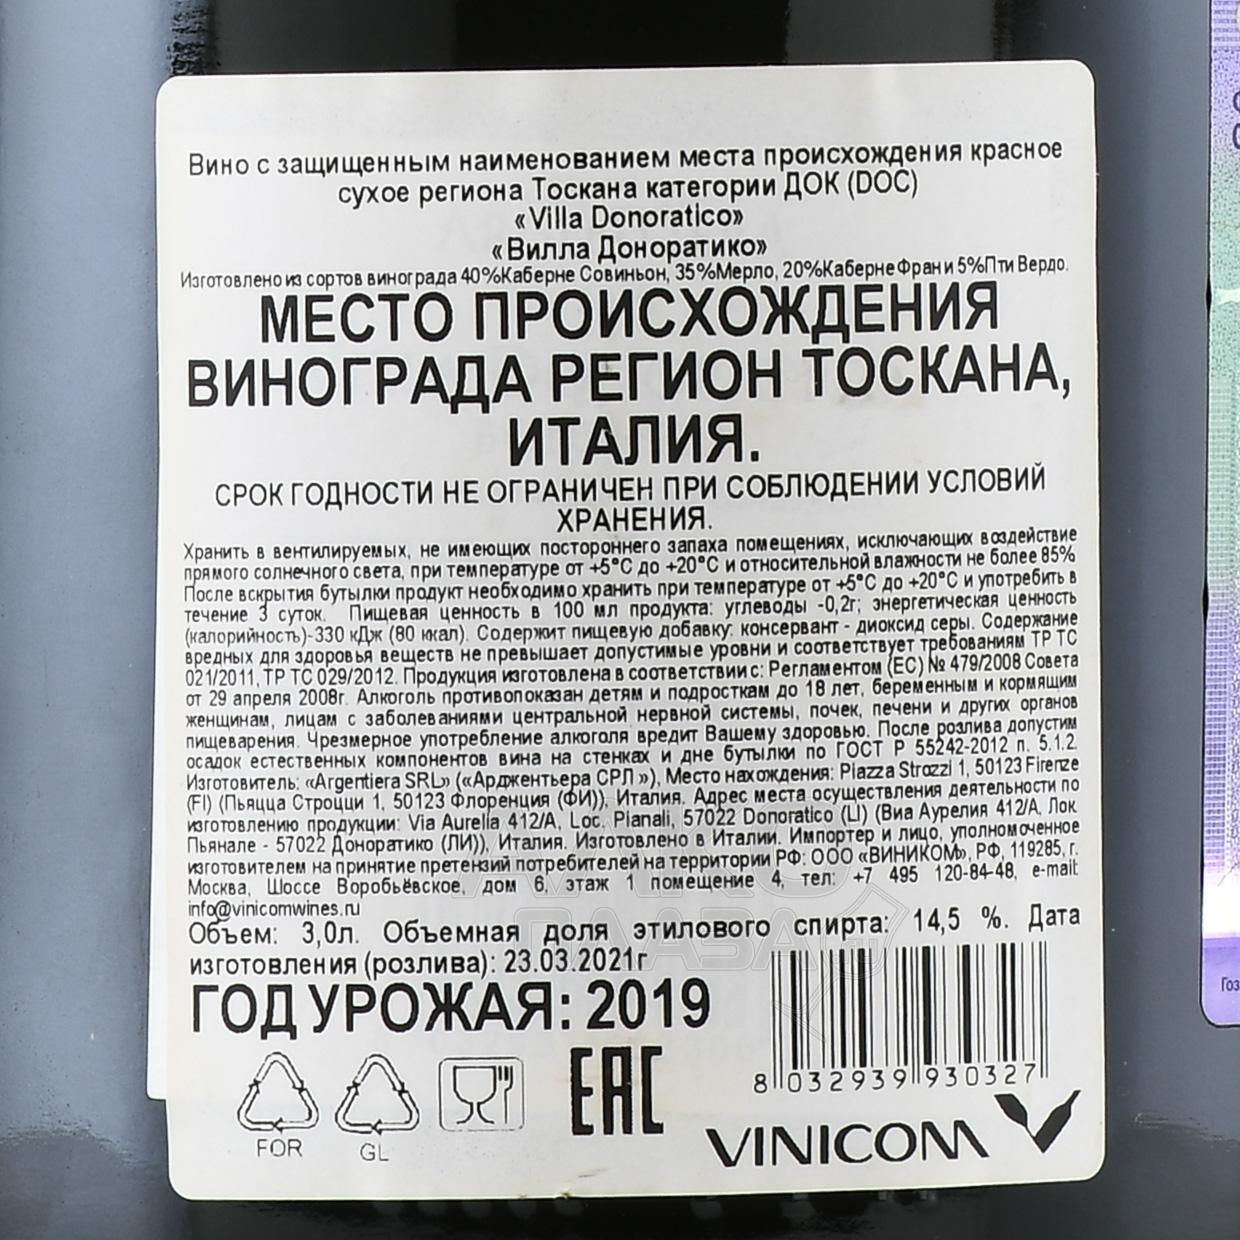 Вино с защищенным наименованием места происхождения красное
сухое региона Тоскана категории ДОК (DOC)
«Villa Donoratico»
«Вилла Доноратико»
Изготовлено из сортов винограда 40%Каберне Совиньон, 35%Мерло, 20%Каберне Фран и 5%Пти Вердо.
МЕСТО ПРОИСХОЖДЕНИЯ
ВИНОГРАДА РЕГИОН ТОСКАНА,
ИТАЛИЯ.
СРОК ГОДНОСТИ НЕ ОГРАНИЧЕН ПРИ СОБЛЮДЕНИИ УСЛОВИЙ
ХРАНЕНИЯ.
Хранить в вентилируемых, не имеющих постороннего запаха помещениях, исключающих воздействие
прямого солнечного света, при температуре от +5°С до +20°С и относительной влажности не более 85%
После вскрытия бутылки продукт необходимо хранить при температуре от +5°С до +20°С и употребить в
течение 3 суток. Пищевая ценность в 100 мл продукта: углеводы -0,2г; энергетическая ценность
(калорийность)-330 кДж (80 ккал). Содержит пищевую добавку: консервант - диоксид серы. Содержание
вредных для здоровья веществ не превышает допустимые уровни и соответствует требованиям ТР ТС
021/2011, ТР ТС 029/2012. Продукция изготовлена в соответствии с: Регламентом (ЕС) № 479/2008 Совета
от 29 апреля 2008г. Алкоголь противопоказан детям и подросткам до 18 лет, беременным и кормящим
женщинам, лицам с заболеваниями центральной нервной системы, почек, печени и других органов
пищеварения. Чрезмерное употребление алкоголя вредит Вашему здоровью. После розлива допустим
осадок естественных компонентов вина на стенках и дне бутылки по ГОСТ Р 55242-2012 п. 5.1.2.
Изготовитель: «Argentiera SRL» («Арджентьера СРЛ»), Место нахождения: Piazza Strozzi 1, 50123 Firenze
(FI) (Пьяцца Строцци 1, 50123 Флоренция (ФИ)), Италия. Адрес места осуществления деятельности по
изготовлению продукции: Via Aurelia 412/A, Loc. Pianali, 57022 Donoratico (LI) (Виа Аурелия 412/А, Лок.
Пьянале - 57022 Доноратико (ЛИ)), Италия. Изготовлено в Италии. Импортер и лицо, уполномоченное
изготовителем на принятие претензий потребителей на территории РФ: ООО «ВИНИКОМ», РФ, 119285, г.
Москва, Шоссе Воробьёвское, дом 6, этаж 1 помещение 4, тел: +7 495 120-84-48, e-mail:
info@vinicomwines.ru
Объем: 3,0л. Объемная доля этилового спирта: 14,5 %. Дата
изготовления (розлива): 23.03.2021г
ГОД УРОЖАЯ: 2019
8 032939 930327
FOR
GL
EAC
VINICOM